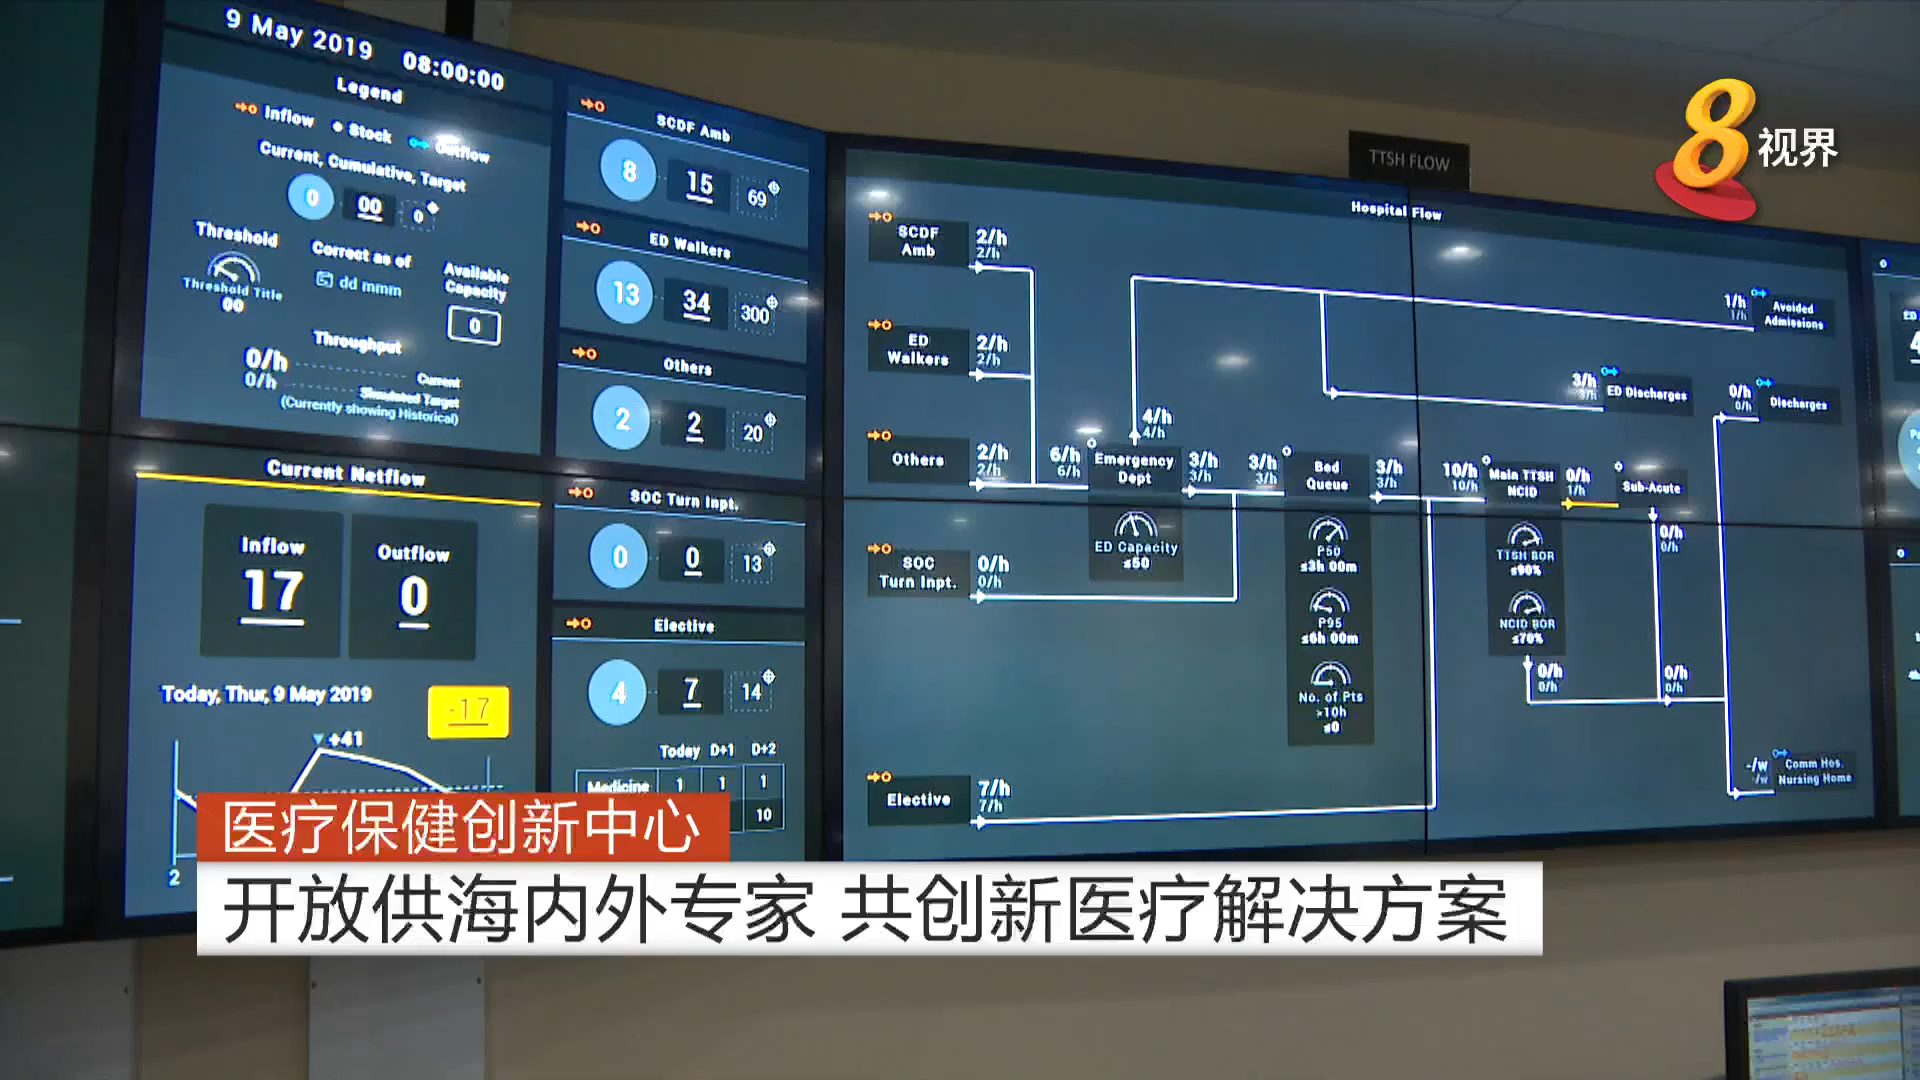 9 May 2019 08:00:00
Legend
Inflow Stock Outflow
Current, Cumulative, Target
0 00 0
Threshold
Threshold Title
00
Correct as of
dd mmm
Available Capacity
0
Throughput
0/h Current
0/h Simulated Target
(Currently showing Historical)
Current Netflow
Inflow
17
Outflow
0
Today, Thur, 9 May 2019
-17
+41
2
SCDF Amb
8 15 69
ED Walkers
13 34 300
Others
2 2 20
SOC Turn Inpt.
0 0 13
Elective
4 7 14
Today D+1 D+2
Medicine 1 1 1
10
TTSH FLOW
Hospital Flow
SCDF Amb
2/h
2/h
ED Walkers
2/h
2/h
Others
2/h
2/h
SOC Turn Inpt.
0/h
0/h
Elective
7/h
7/h
6/h
6/h
Emergency Dept
4/h
4/h
ED Capacity
≤50
3/h
3/h
3/h
3/h
Bed Queue
P50
≤3h 00m
P95
≤6h 00m
No. of Pts
>10h
≤0
3/h
3/h
10/h
10/h
Main TTSH NCID
TTSH BOR
≤90%
NCID BOR
≤70%
0/h
1/h
Sub-Acute
0/h
0/h
0/h
0/h
0/h
0/h
1/h
1/h
Avoided Admissions
3/h
3/h
ED Discharges
0/h
0/h
Discharges
-/w
-/w
Comm Hos.
Nursing Home
8视界
医疗保健创新中心
开放供海内外专家 共创新医疗解决方案